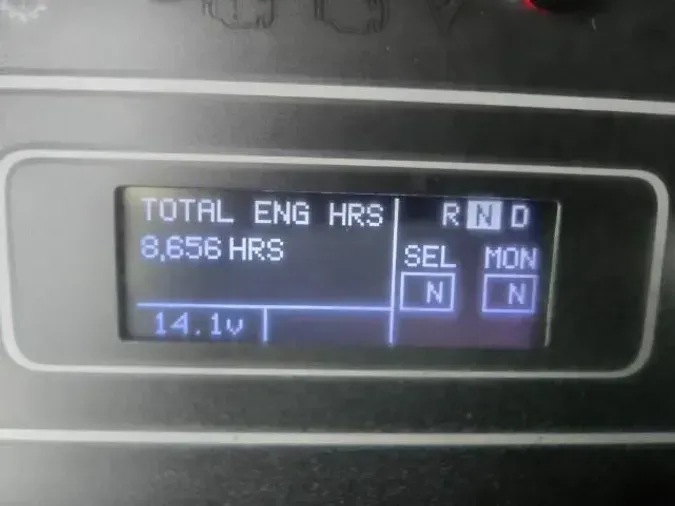 TOTAL ENG HRS
8,656 HRS
14.1v
R N D
SEL MON
N N